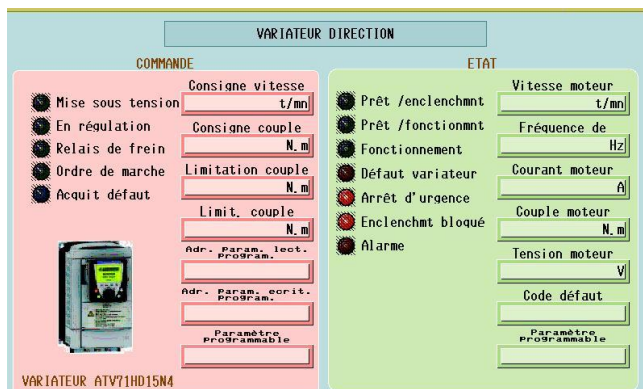 VARIATEUR DIRECTION
COMMANDE
Mise sous tension
En régulation
Relais de frein
Ordre de marche
Acquit défaut
Consigne vitesse
t/mn
Consigne couple
N.m
Limitation couple
N.m
Limit. couple
N.m
Adr. Param. lect.
Program.
Adr. Param. ecrit.
Program.
Paramètre
Programmable
VARIATEUR ATV71HD15N4
ETAT
Prêt /enclenchmnt
Prêt /fonctionmnt
Fonctionnement
Défaut variateur
Arrêt d'urgence
Enclenchmt bloqué
Alarme
Vitesse moteur
t/mn
Fréquence de
Hz
Courant moteur
A
Couple moteur
N.m
Tension moteur
V
Code défaut
Paramètre
Programmable